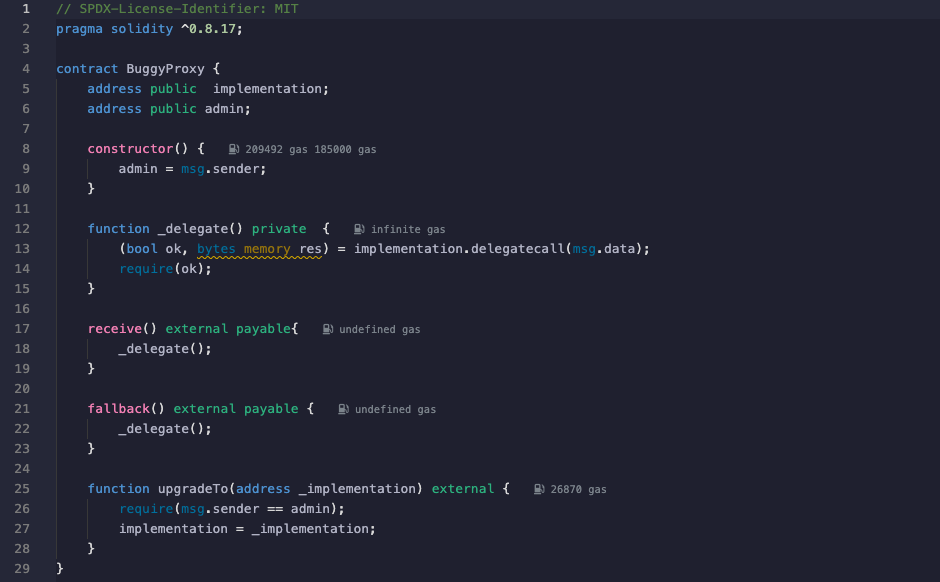 1 // SPDX-License-Identifier: MIT
2 pragma solidity ^0.8.17;
3
4 contract BuggyProxy {
5 address public  implementation;
6 address public admin;
7
8 constructor() { 209492 gas 185000 gas
9 admin = msg.sender;
10 }
11
12 function _delegate() private  { infinite gas
13 (bool ok, bytes memory res) = implementation.delegatecall(msg.data);
14 require(ok);
15 }
16
17 receive() external payable{ undefined gas
18 _delegate();
19 }
20
21 fallback() external payable { undefined gas
22 _delegate();
23 }
24
25 function upgradeTo(address _implementation) external { 26870 gas
26 require(msg.sender == admin);
27 implementation = _implementation;
28 }
29 }